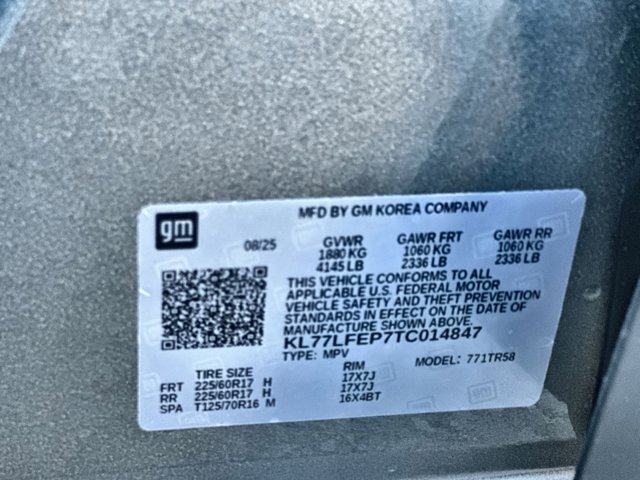 gm
MFD BY GM KOREA COMPANY
08/25 GVWR GAWR FRT GAWR RR
1880 KG 1060 KG 1060 KG
4145 LB 2336 LB 2336 LB
THIS VEHICLE CONFORMS TO ALL
APPLICABLE U.S. FEDERAL MOTOR
VEHICLE SAFETY AND THEFT PREVENTION
STANDARDS IN EFFECT ON THE DATE OF
MANUFACTURE SHOWN ABOVE.
KL77LFEP7TC014847
TYPE: MPV MODEL: 771TR58
TIRE SIZE RIM
FRT 225/60R17 H 17X7J
RR 225/60R17 H 17X7J
SPA T125/70R16 M 16X4BT